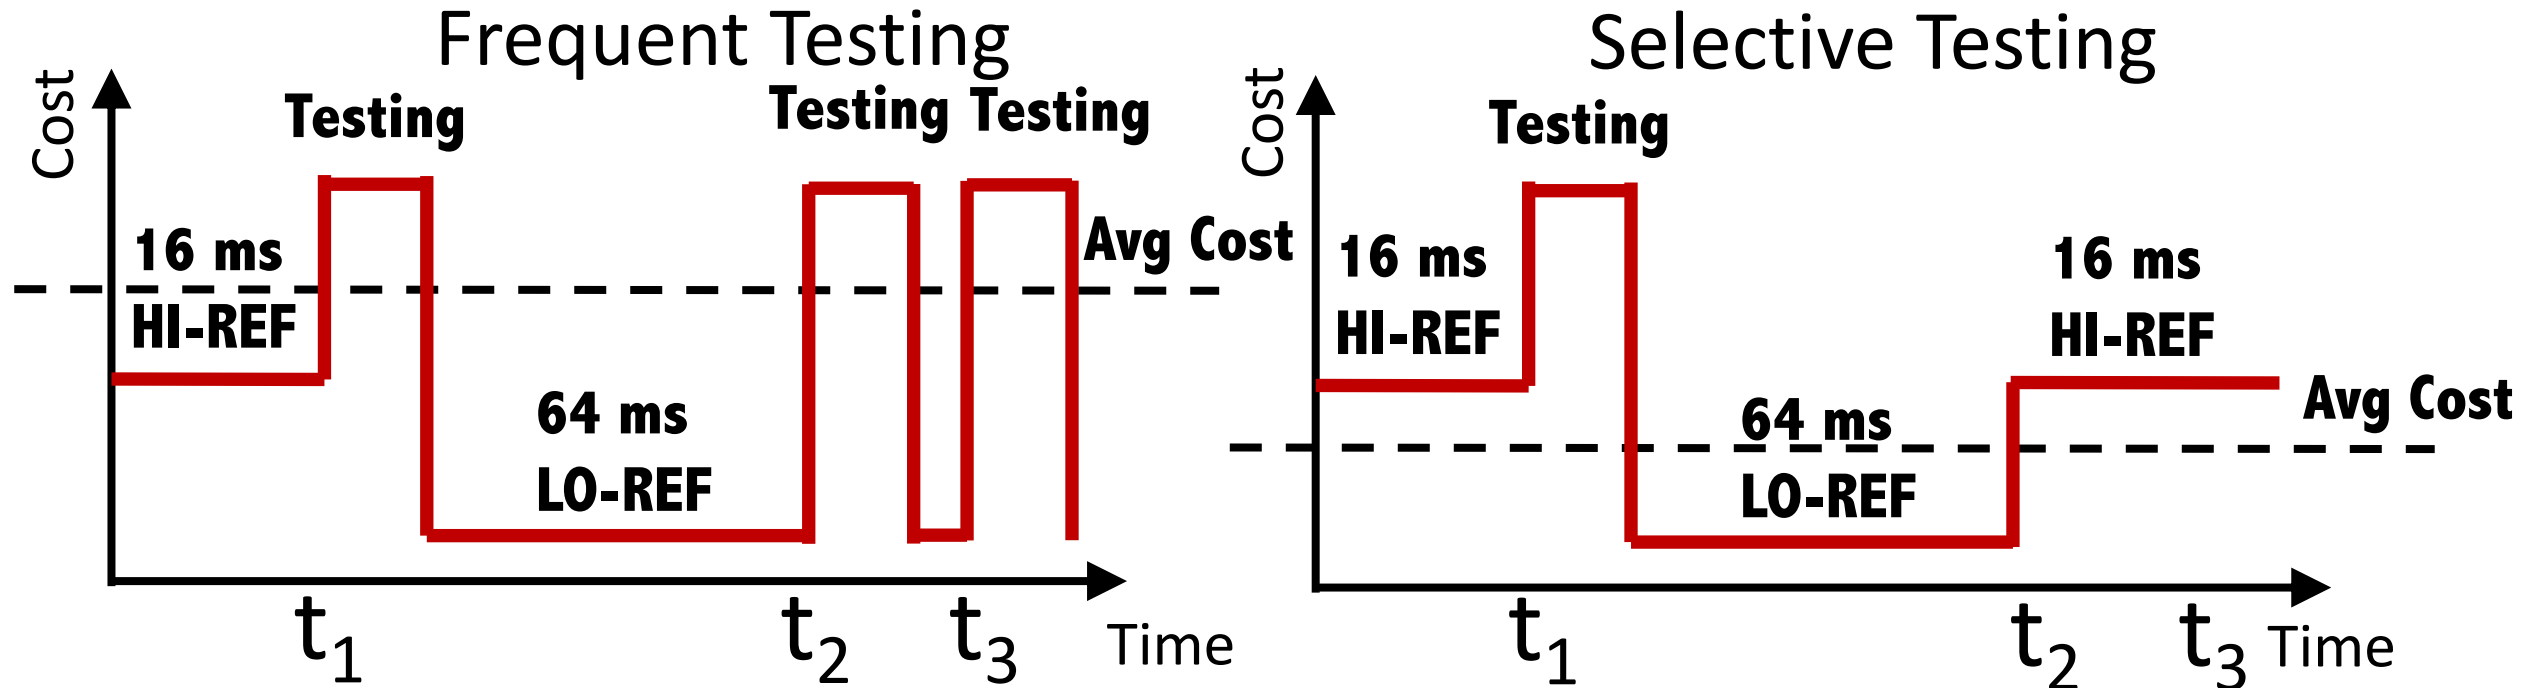 Frequent Testing
Cost
Testing
Testing
Testing
16 ms
HI-REF
64 ms
LO-REF
Avg Cost
t1
t2
t3
Time
Selective Testing
Cost
Testing
16 ms
HI-REF
64 ms
LO-REF
16 ms
HI-REF
Avg Cost
t1
t2
t3
Time